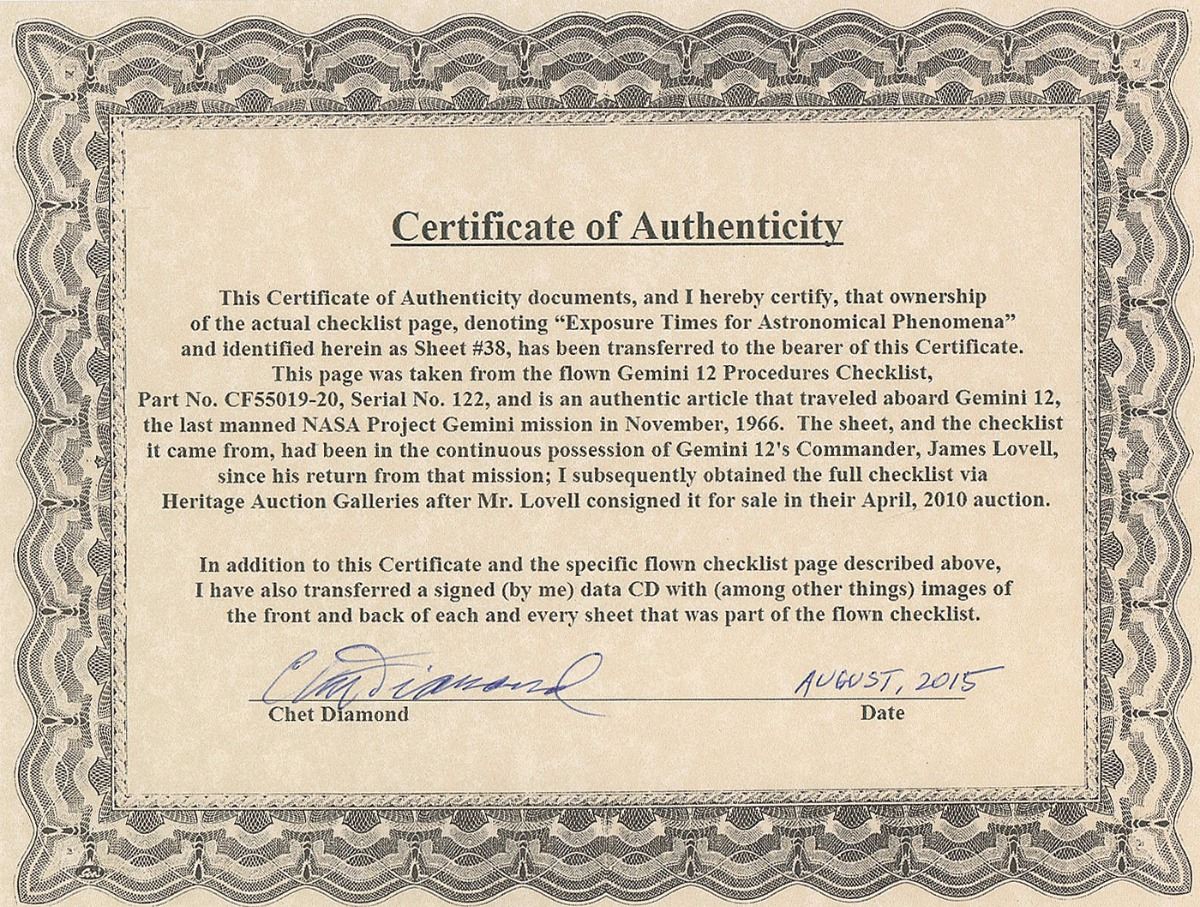 Certificate of Authenticity
This Certificate of Authenticity documents, and I hereby certify, that ownership
of the actual checklist page, denoting “Exposure Times for Astronomical Phenomena”
and identified herein as Sheet #38, has been transferred to the bearer of this Certificate.
This page was taken from the flown Gemini 12 Procedures Checklist,
Part No. CF55019-20, Serial No. 122, and is an authentic article that traveled aboard Gemini 12,
the last manned NASA Project Gemini mission in November, 1966. The sheet, and the checklist
it came from, had been in the continuous possession of Gemini 12's Commander, James Lovell,
since his return from that mission; I subsequently obtained the full checklist via
Heritage Auction Galleries after Mr. Lovell consigned it for sale in their April, 2010 auction.
In addition to this Certificate and the specific flown checklist page described above,
I have also transferred a signed (by me) data CD with (among other things) images of
the front and back of each and every sheet that was part of the flown checklist.
Chet Diamond AUGUST, 2015
Chet Diamond Date